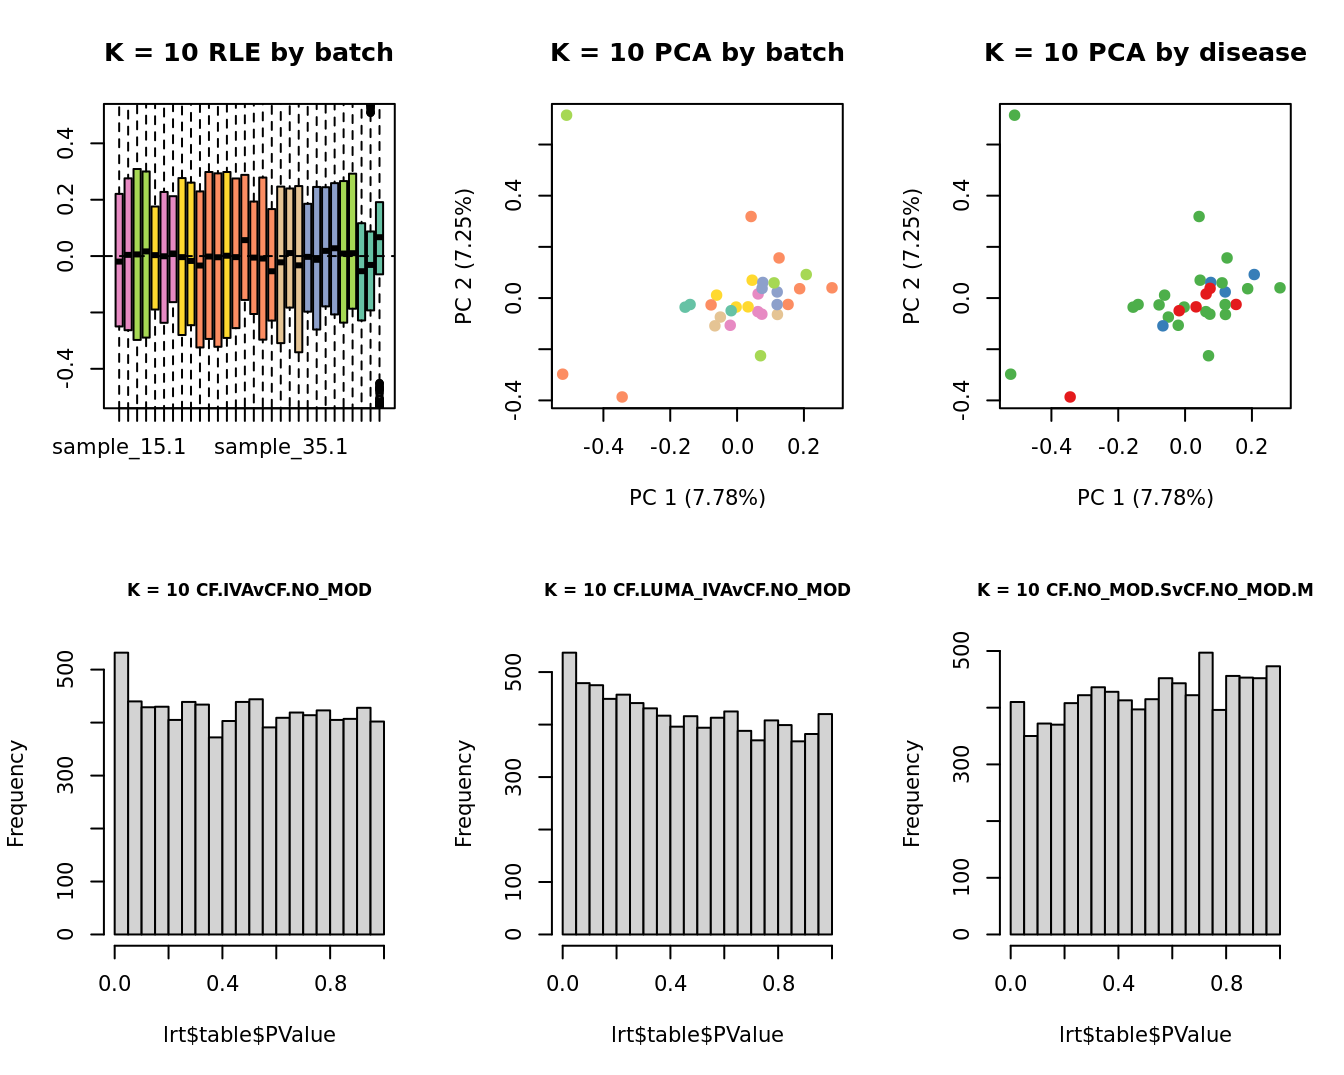 K = 10 RLE by batch
0.4
0.2
0.0
-0.4
sample_15.1
sample_35.1
K = 10 PCA by batch
PC 2 (7.25%)
0.4
0.0
-0.4
-0.4
-0.2
0.0
0.2
PC 1 (7.78%)
K = 10 PCA by disease
PC 2 (7.25%)
0.4
0.0
-0.4
-0.4
-0.2
0.0
0.2
PC 1 (7.78%)
K = 10 CF.IVAvCF.NO_MOD
Frequency
500
300
100
0
0.0
0.4
0.8
lrt$table$PValue
K = 10 CF.LUMA_IVAvCF.NO_MOD
Frequency
500
300
100
0
0.0
0.4
0.8
lrt$table$PValue
K = 10 CF.NO_MOD.SvCF.NO_MOD.M
Frequency
500
300
100
0
0.0
0.4
0.8
lrt$table$PValue